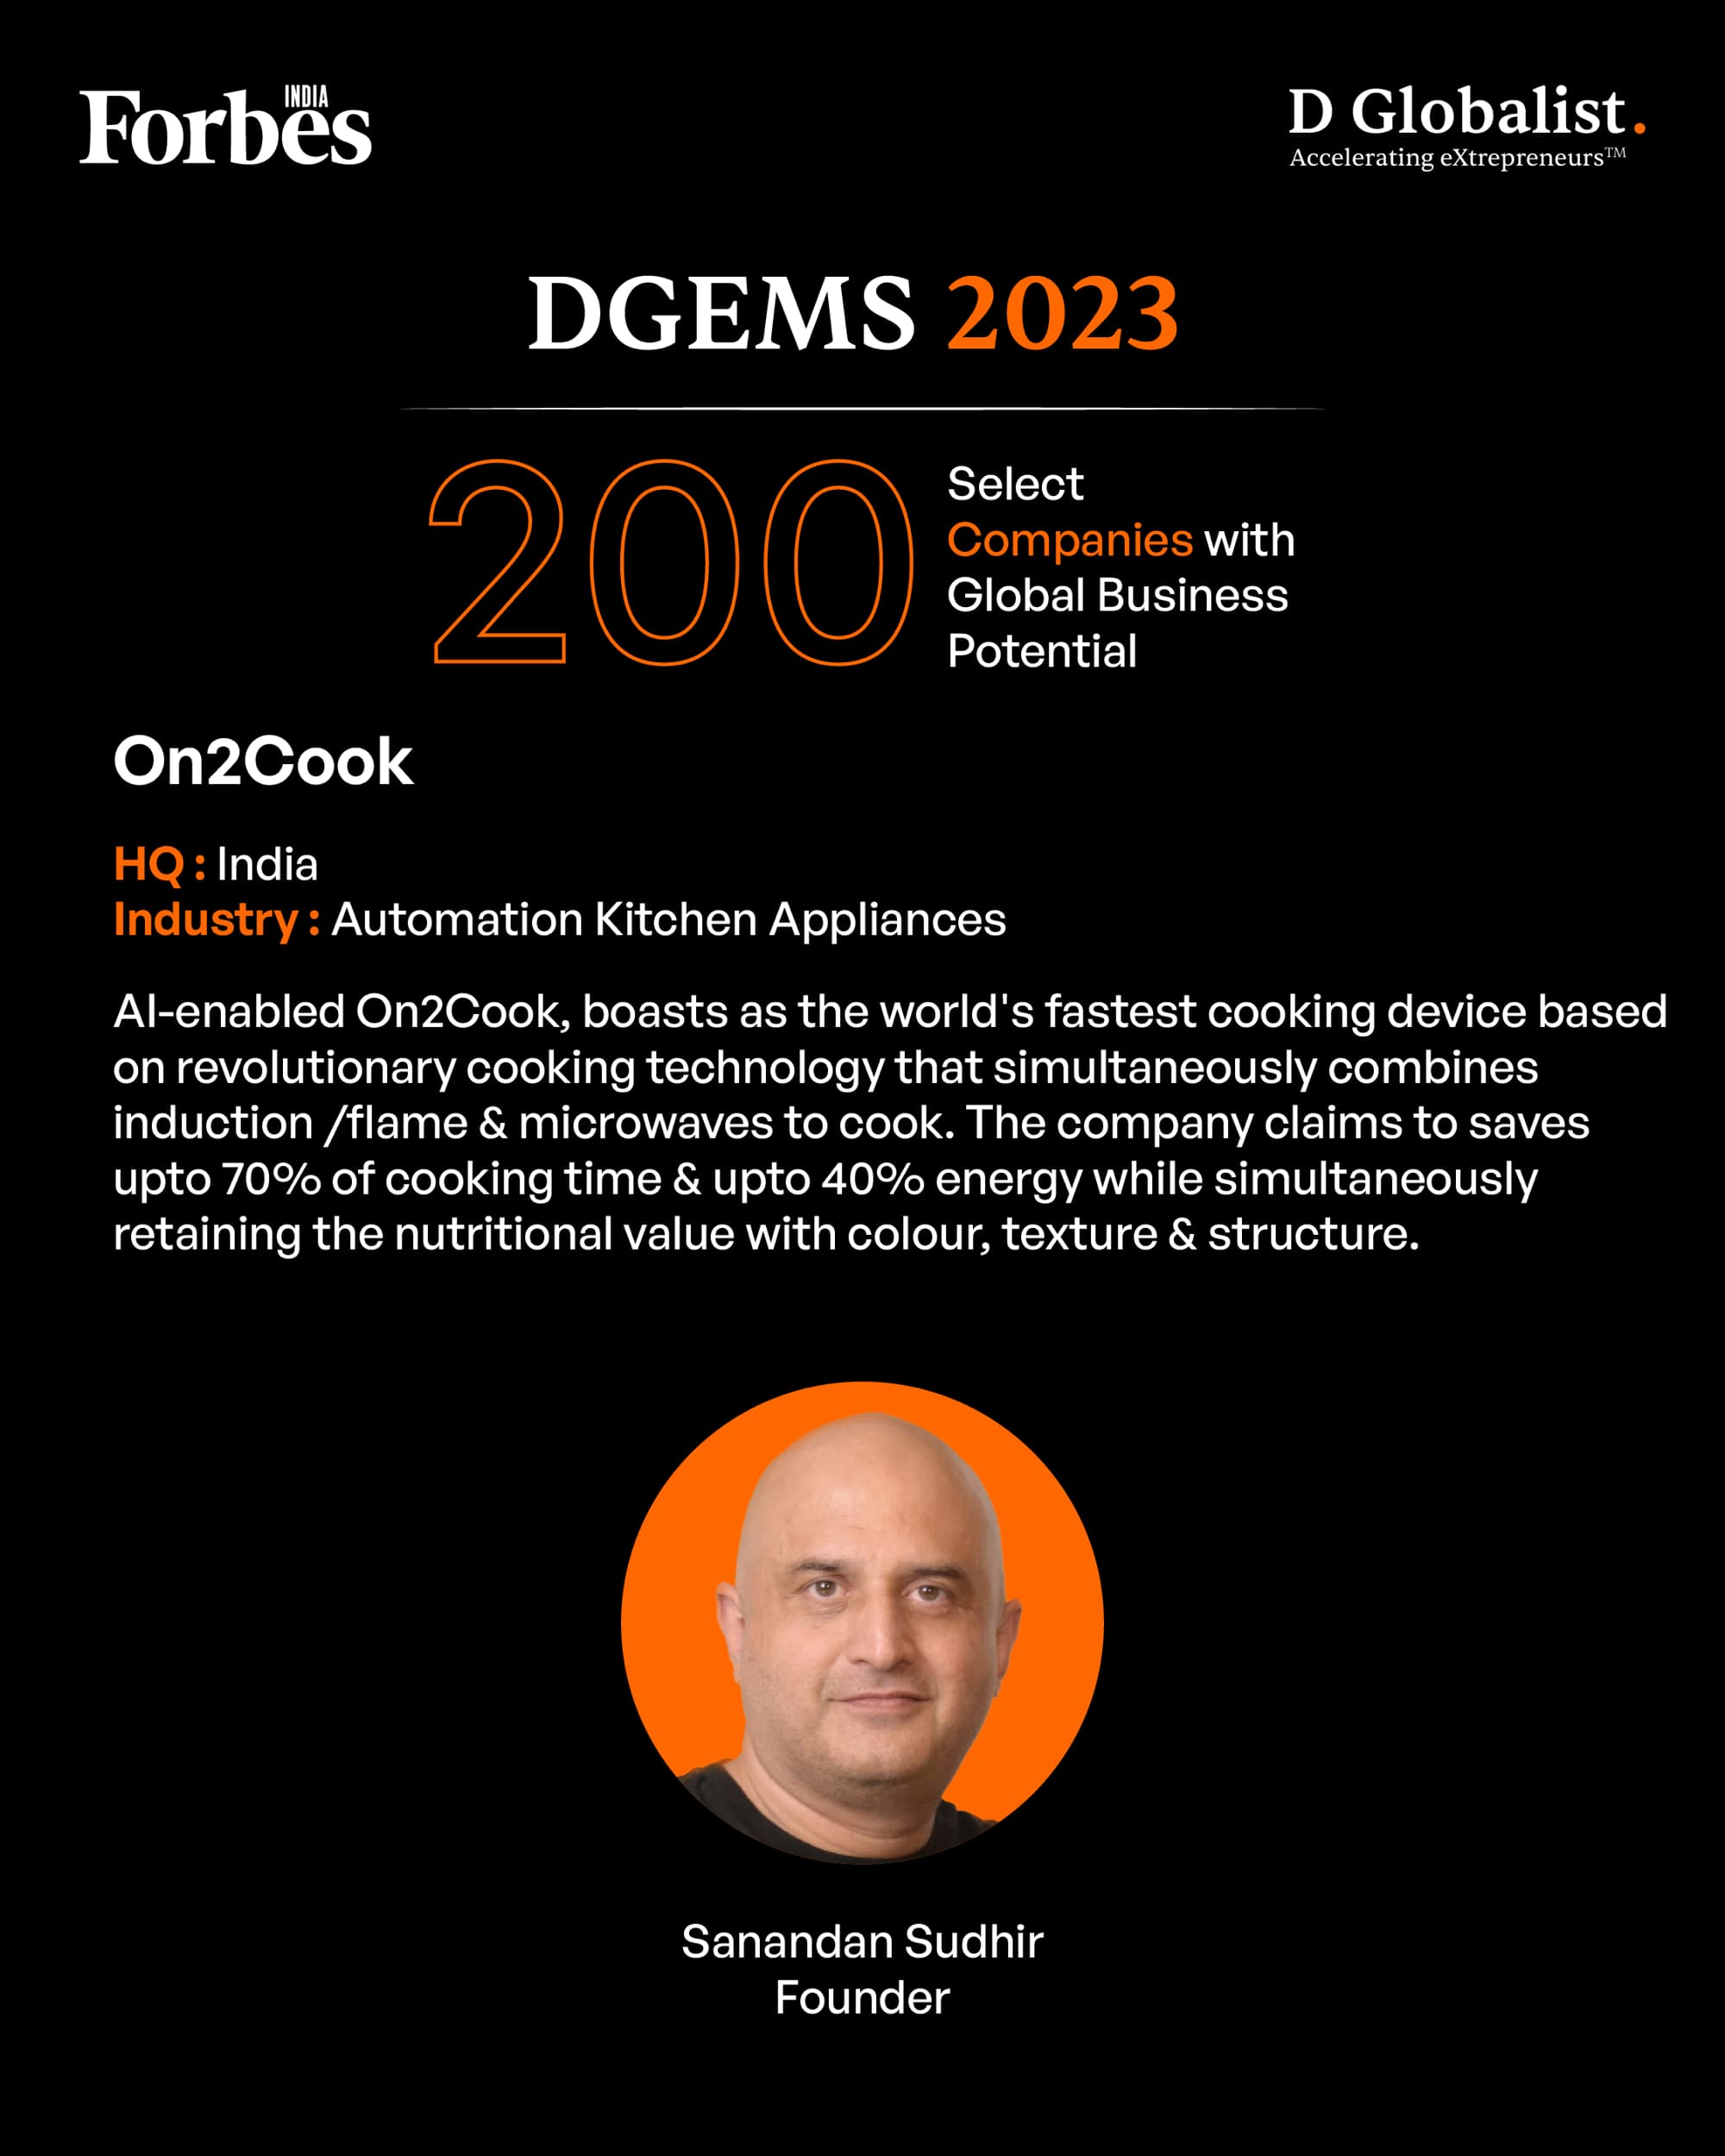 Forbes INDIA
D Globalist.
Accelerating eXtrepreneurs™
DGEMS 2023
200
Select
Companies with
Global Business
Potential
On2Cook
HQ : India
Industry : Automation Kitchen Appliances
AI-enabled On2Cook, boasts as the world's fastest cooking device based
on revolutionary cooking technology that simultaneously combines
induction /flame & microwaves to cook. The company claims to saves
upto 70% of cooking time & upto 40% energy while simultaneously
retaining the nutritional value with colour, texture & structure.
Sanandan Sudhir
Founder